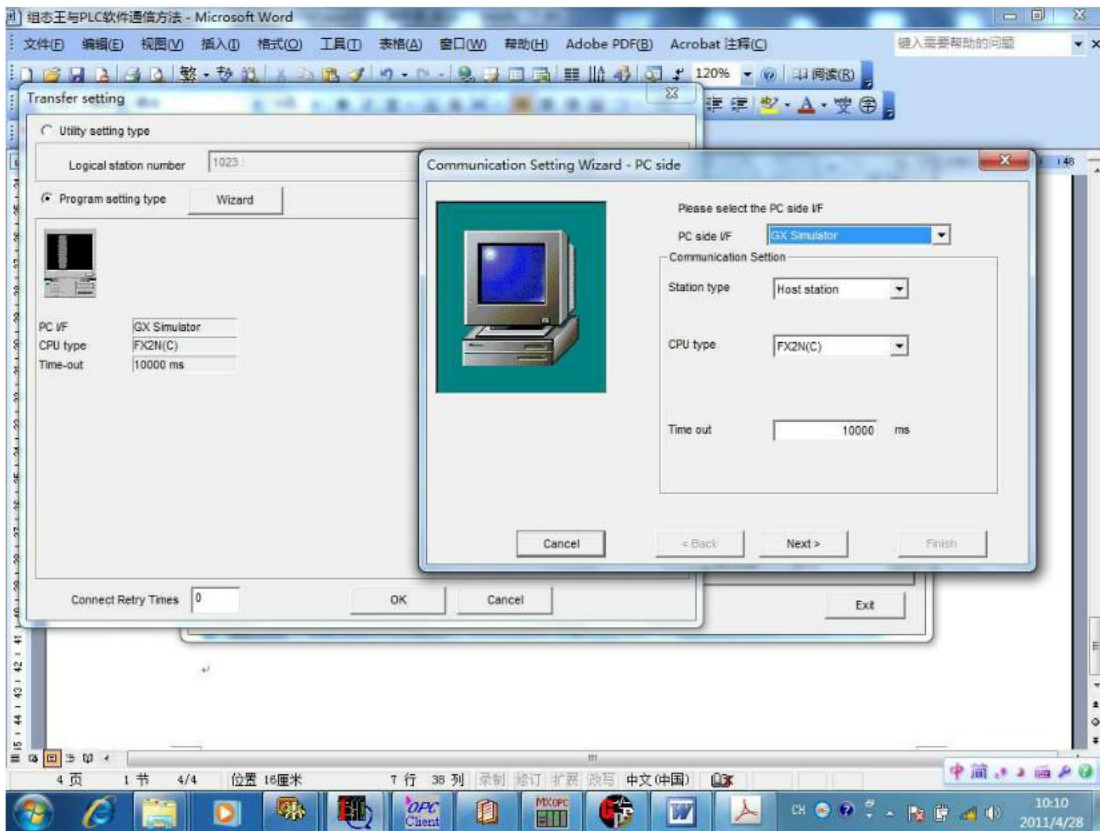 组态王与PLC软件通信方法 - Microsoft Word
文件(F) 编辑(E) 视图(V) 插入(I) 格式(O) 工具(T) 表格(A) 窗口(W) 帮助(H) Adobe PDF(B) Acrobat 注释(C) 键入需要帮助的问题
繁 120% 阅读(R)
Transfer setting
Utility setting type
Logical station number 1023 :
Program setting type Wizard
PC I/F GX Simulator
CPU type FX2N(C)
Time-out 10000 ms
Connect Retry Times 0 OK Cancel
Communication Setting Wizard - PC side
Please select the PC side I/F
PC side I/F GX Simulator
Communication Settion
Station type Host station
CPU type FX2N(C)
Time out 10000 ms
Cancel < Back Next > Finish
Exit
4 页 1 节 4/4 位置 16厘米 7 行 38 列 录制 修订 扩展 改写 中文(中国)
中 简
OPC Client MXOPC W CH 10:10
2011/4/28